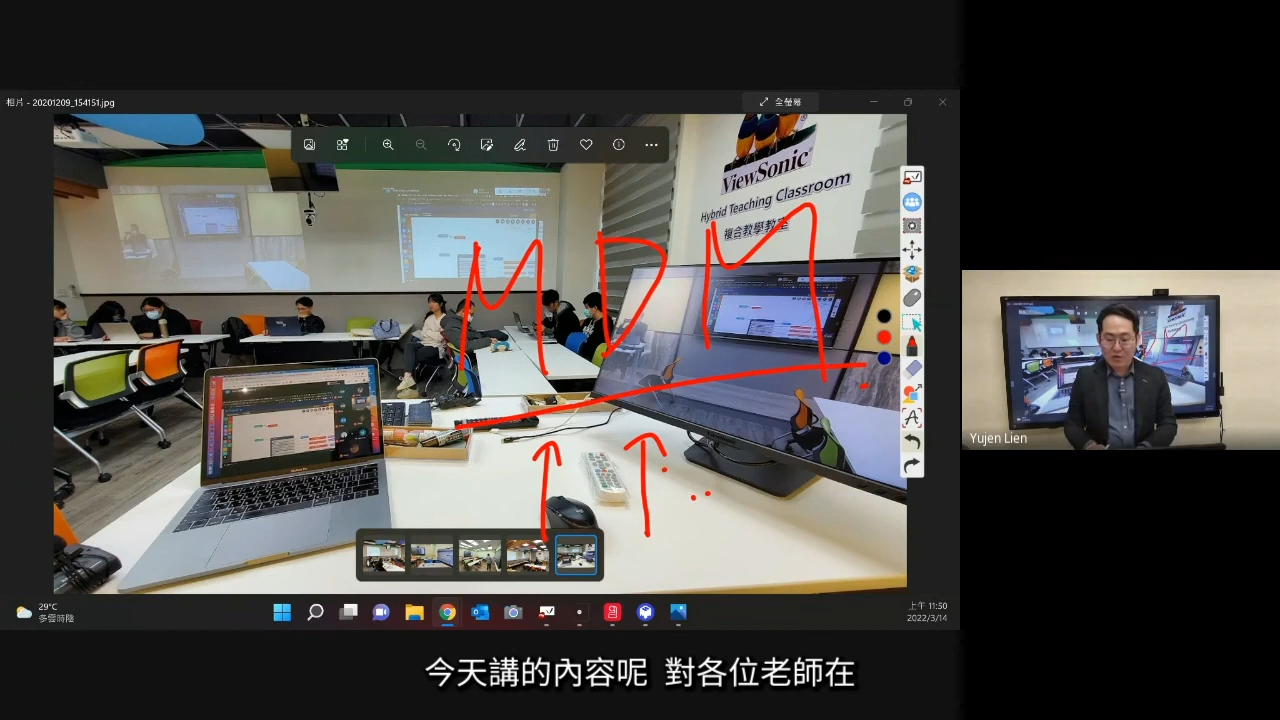 相片 - 20201209_154151.jpg
全螢幕
ViewSonic
Hybrid Teaching Classroom
複合教學教室
MDM
Yujen Lien
29°C
多雲時陰
上午 11:50
2022/3/14
今天講的內容呢 對各位老師在